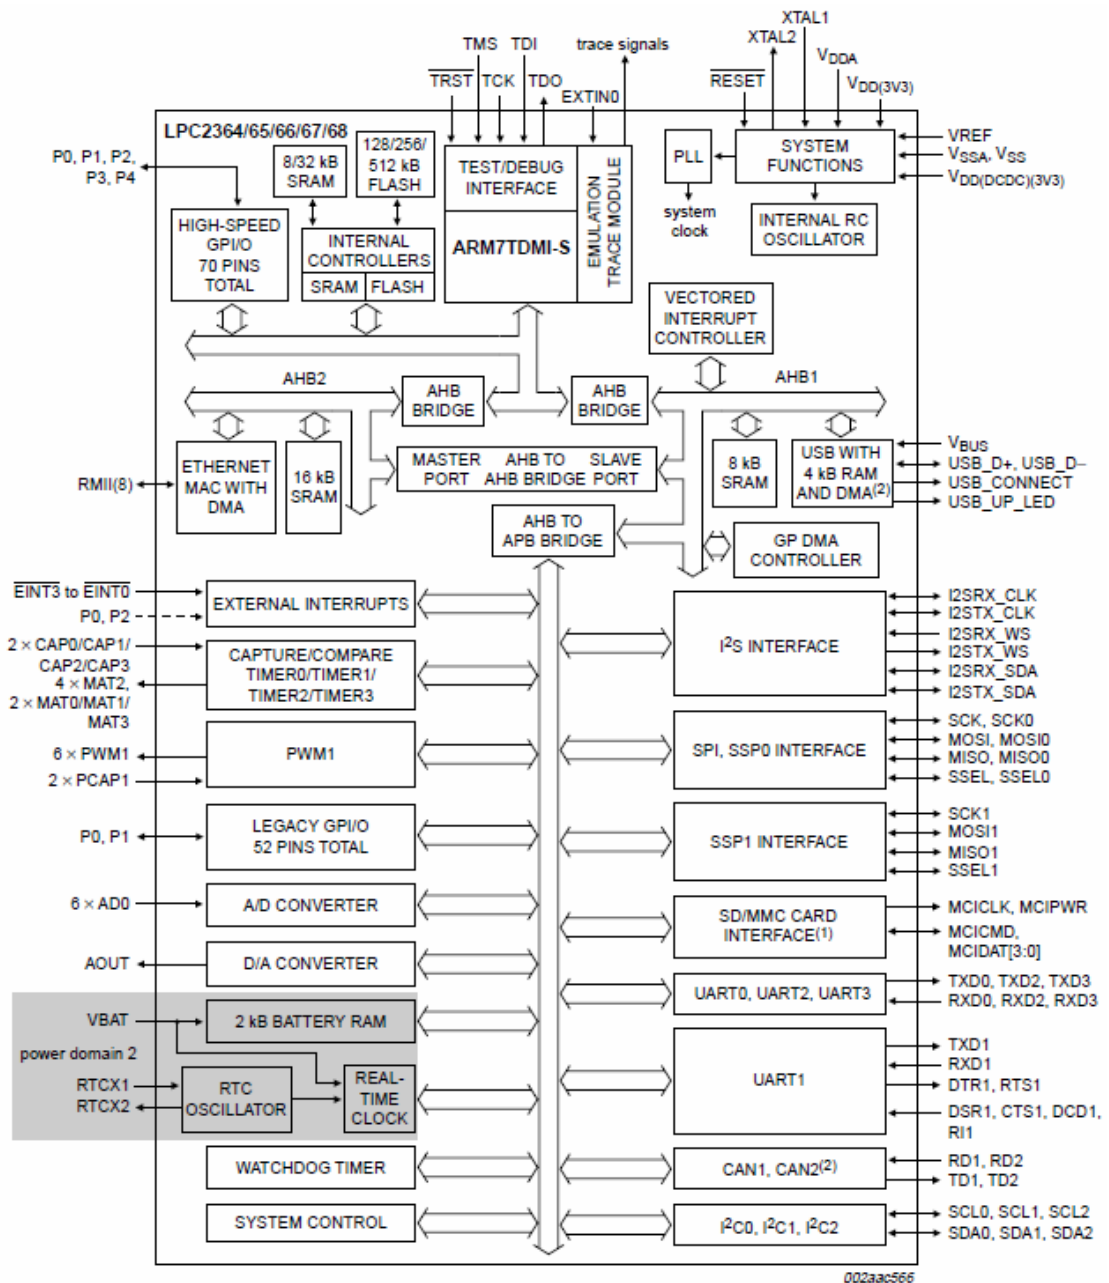 XTAL1
XTAL2
TMS TDI
trace signals
VDDA
TRST TCK TDO
RESET
VDD(3V3)
EXTIN0
LPC2364/65/66/67/68
P0, P1, P2,
P3, P4
8/32 kB
SRAM
128/256/
512 kB
FLASH
TEST/DEBUG
INTERFACE
EMULATION
TRACE MODULE
PLL
SYSTEM
FUNCTIONS
VREF
VSSA, VSS
VDD(DCDC)(3V3)
system
clock
INTERNAL RC
OSCILLATOR
HIGH-SPEED
GPI/O
70 PINS
TOTAL
INTERNAL
CONTROLLERS
SRAM FLASH
ARM7TDMI-S
VECTORED
INTERRUPT
CONTROLLER
AHB2
AHB
BRIDGE
AHB
BRIDGE
AHB1
ETHERNET
MAC WITH
DMA
16 kB
SRAM
MASTER
PORT
AHB TO
AHB BRIDGE
SLAVE
PORT
8 kB
SRAM
USB WITH
4 kB RAM
AND DMA(2)
VBUS
USB_D+, USB_D−
USB_CONNECT
USB_UP_LED
RMII(8)
AHB TO
APB BRIDGE
GP DMA
CONTROLLER
EINT3 to EINT0
P0, P2
EXTERNAL INTERRUPTS
2 × CAP0/CAP1/
CAP2/CAP3
4 × MAT2,
2 × MAT0/MAT1/
MAT3
CAPTURE/COMPARE
TIMER0/TIMER1/
TIMER2/TIMER3
I2S INTERFACE
I2SRX_CLK
I2STX_CLK
I2SRX_WS
I2STX_WS
I2SRX_SDA
I2STX_SDA
6 × PWM1
2 × PCAP1
PWM1
SPI, SSP0 INTERFACE
SCK, SCK0
MOSI, MOSI0
MISO, MISO0
SSEL, SSEL0
P0, P1
LEGACY GPI/O
52 PINS TOTAL
SSP1 INTERFACE
SCK1
MOSI1
MISO1
SSEL1
6 × AD0
A/D CONVERTER
SD/MMC CARD
INTERFACE(1)
MCICLK, MCIPWR
MCICMD,
MCIDAT[3:0]
AOUT
D/A CONVERTER
UART0, UART2, UART3
TXD0, TXD2, TXD3
RXD0, RXD2, RXD3
VBAT
2 kB BATTERY RAM
power domain 2
RTCX1
RTCX2
RTC
OSCILLATOR
REAL-
TIME
CLOCK
UART1
TXD1
RXD1
DTR1, RTS1
DSR1, CTS1, DCD1,
RI1
WATCHDOG TIMER
CAN1, CAN2(2)
RD1, RD2
TD1, TD2
SYSTEM CONTROL
I2C0, I2C1, I2C2
SCL0, SCL1, SCL2
SDA0, SDA1, SDA2
002aac566